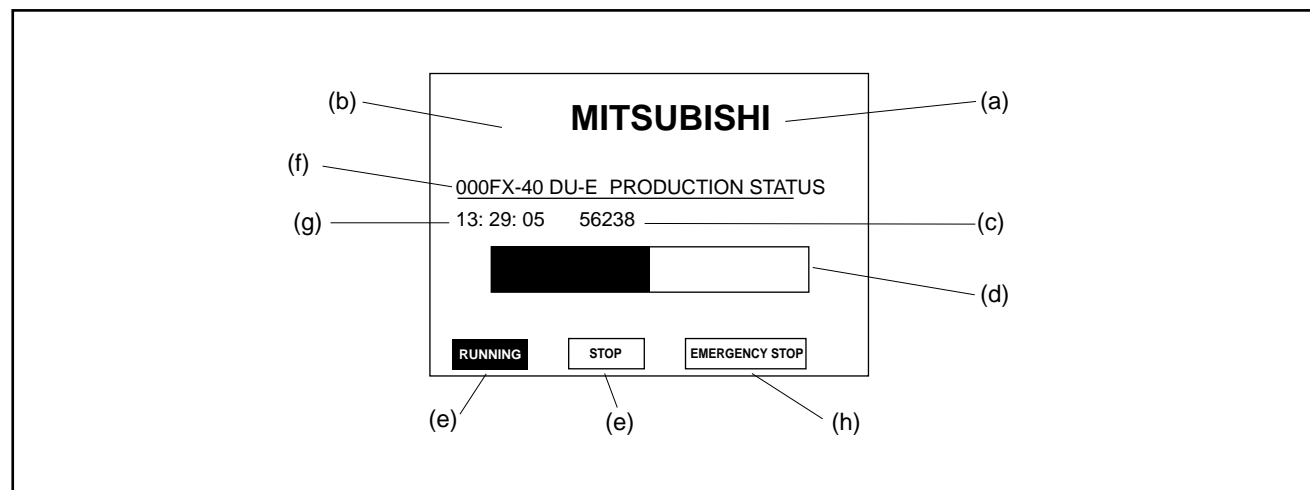 (b) MITSUBISHI (a)
(f) 000FX-40 DU-E PRODUCTION STATUS
(g) 13: 29: 05 56238 (c)
(d)
RUNNING STOP EMERGENCY STOP
(e) (e) (h)